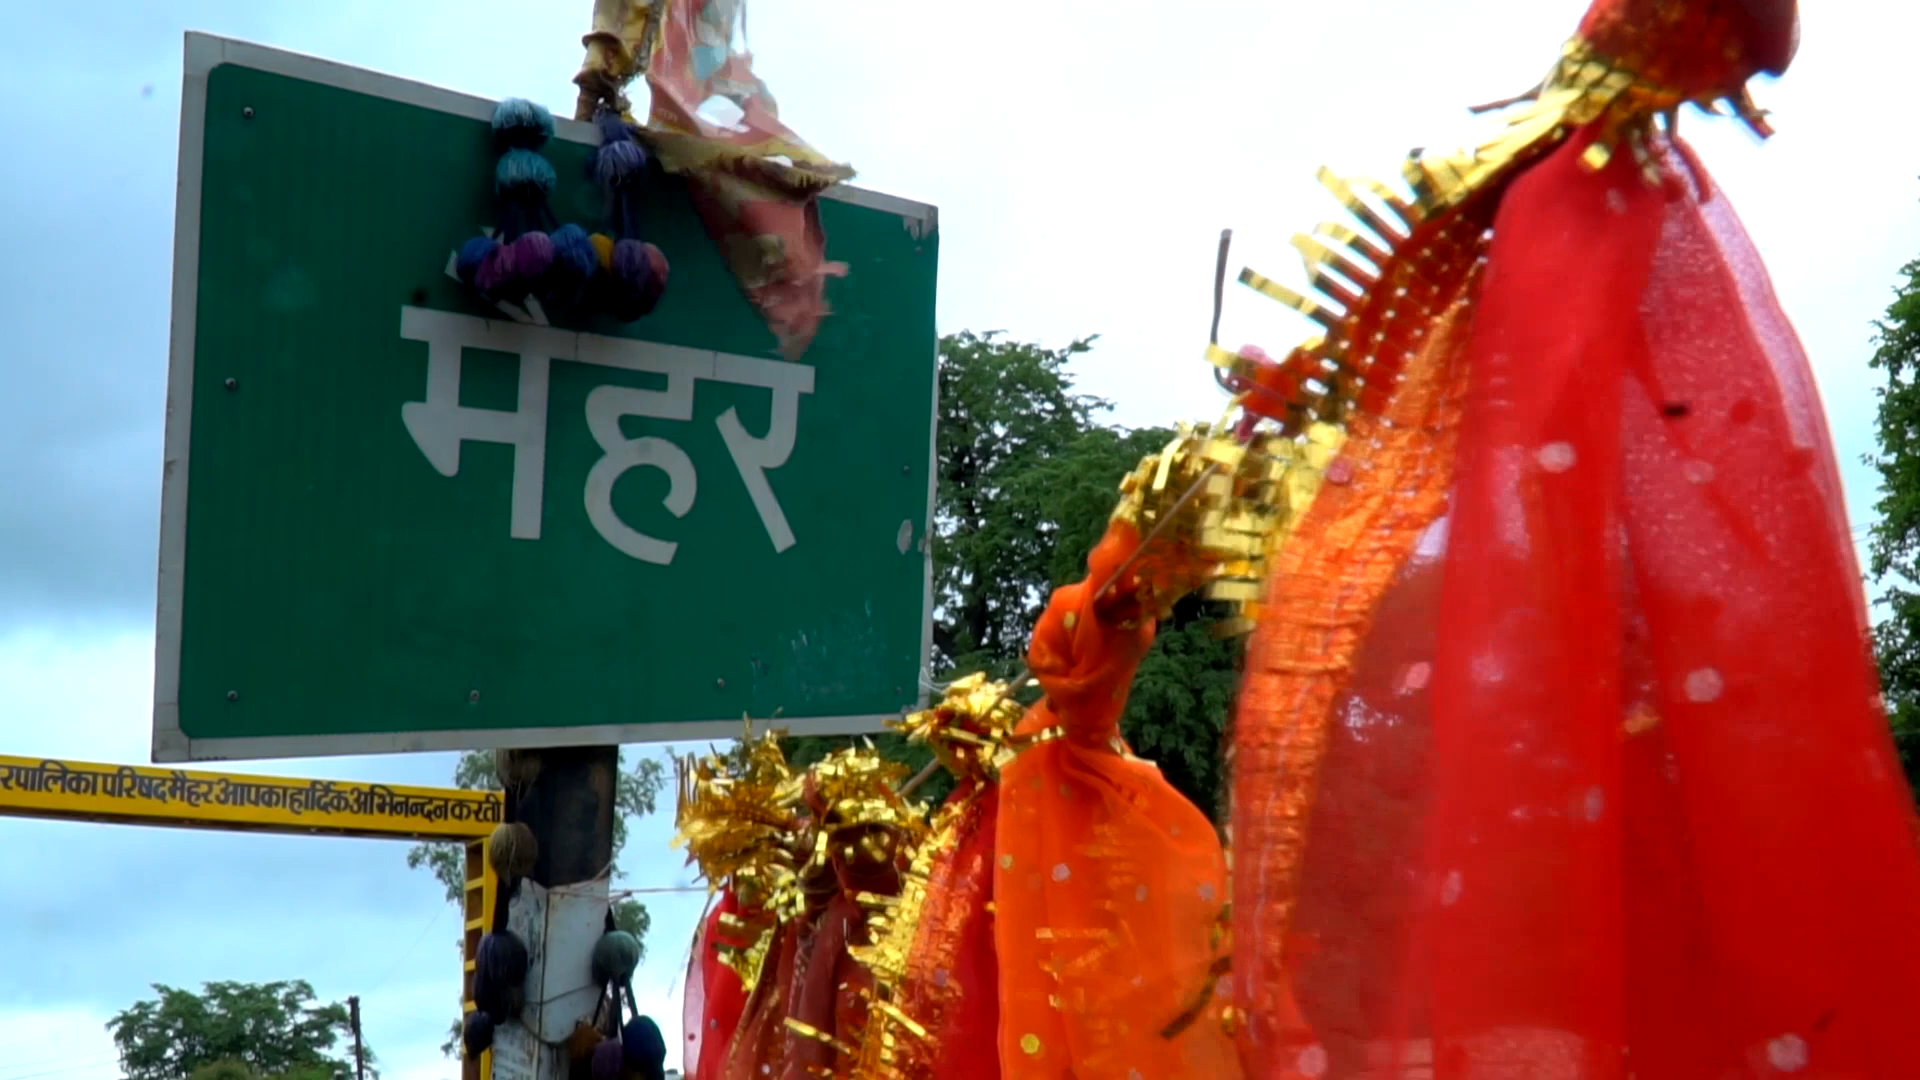 मैहर
रपालिका परिषद मैहर आपका हार्दिक अभिनन्दन करती